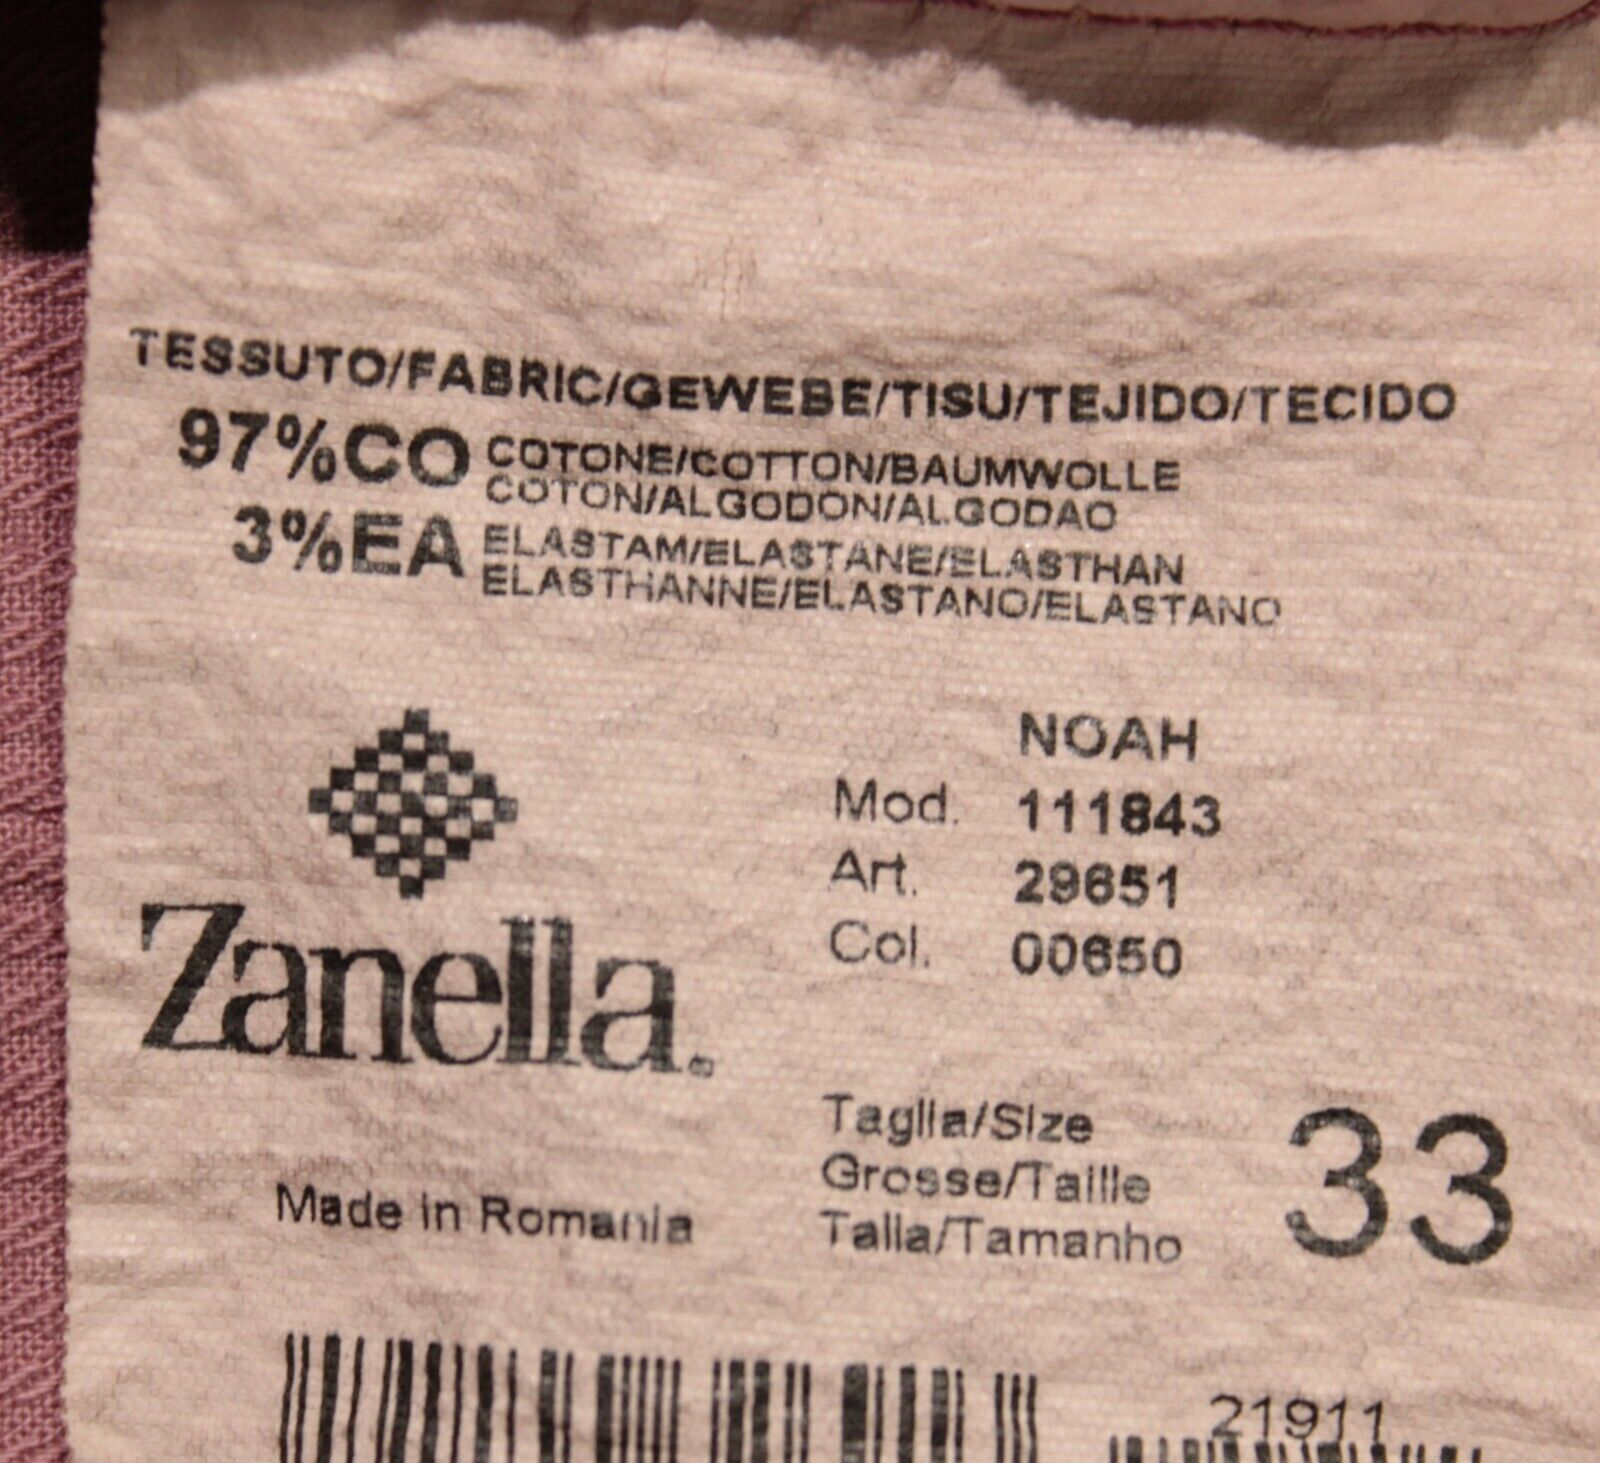 TESSUTO/FABRIC/GEWEBE/TISU/TEJIDO/TECIDO
97%CO COTONE/COTTON/BAUMWOLLE
COTON/ALGODON/ALGODAO
3%EA ELASTAM/ELASTANE/ELASTHAN
ELASTHANNE/ELASTANO/ELASTANO
NOAH
Mod. 111843
Art. 29651
Col. 00650
Zanella.
Taglia/Size
Grosse/Taille
Talla/Tamanho
33
Made in Romania
21911